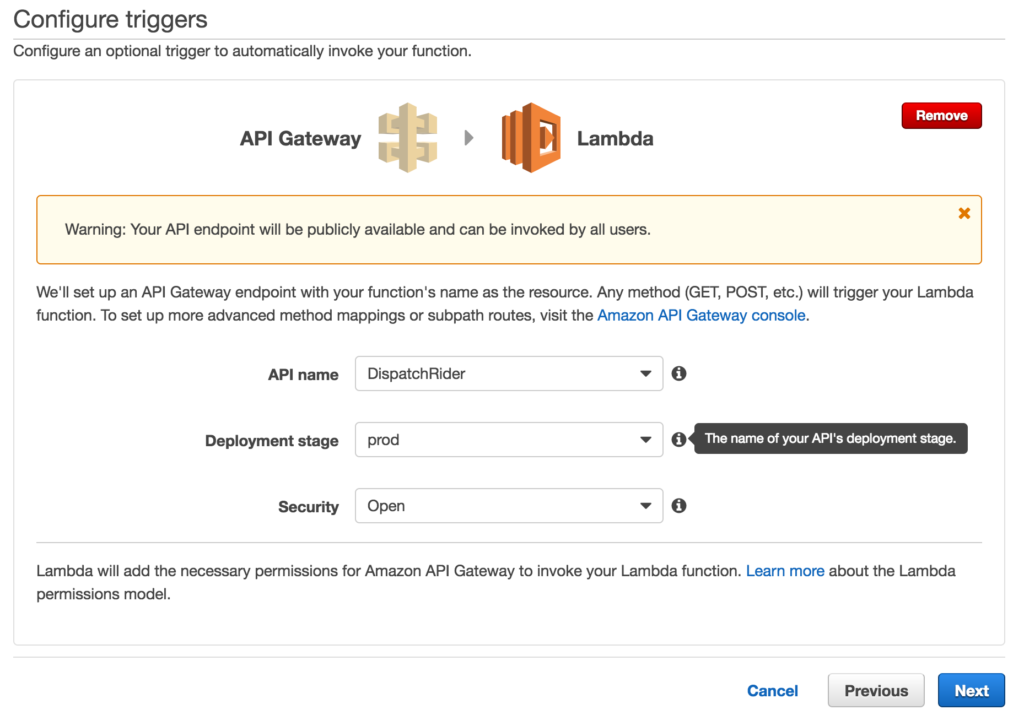 Configure triggers
Configure an optional trigger to automatically invoke your function.
API Gateway
Lambda
Remove
Warning: Your API endpoint will be publicly available and can be invoked by all users.
We'll set up an API Gateway endpoint with your function's name as the resource. Any method (GET, POST, etc.) will trigger your Lambda
function. To set up more advanced method mappings or subpath routes, visit the Amazon API Gateway console.
API name
DispatchRider
Deployment stage
prod
The name of your API's deployment stage.
Security
Open
Lambda will add the necessary permissions for Amazon API Gateway to invoke your Lambda function. Learn more about the Lambda
permissions model.
Cancel
Previous
Next